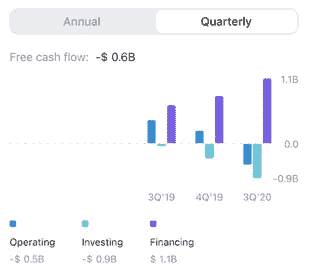 Annual Quarterly
Free cash flow: -$ 0.6B
1.1B
0.0
-0.9B
3Q'19 4Q'19 3Q'20
Operating Investing Financing
-$ 0.5B -$ 0.9B $ 1.1B